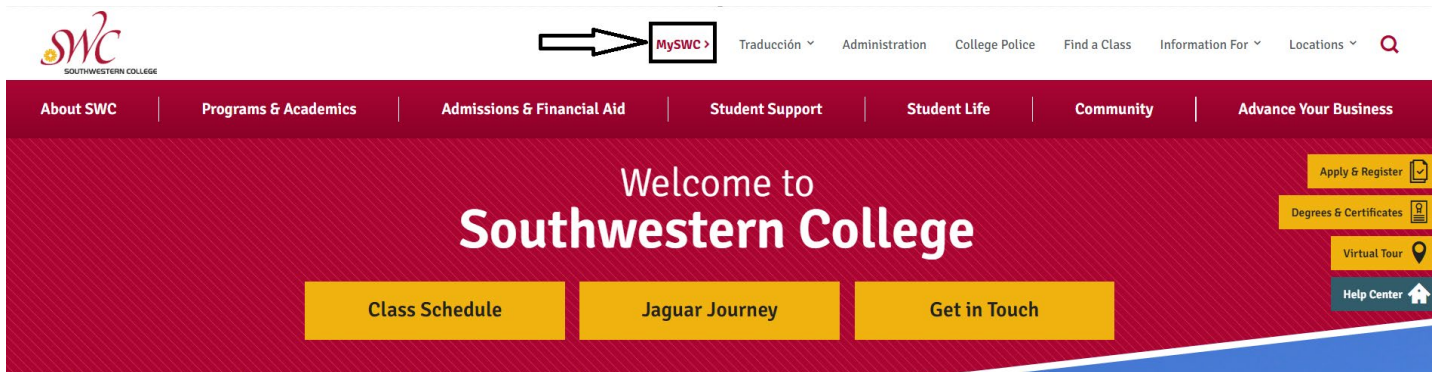 SWC
SOUTHWESTERN COLLEGE
MySWC > Traducción Administration College Police Find a Class Information For Locations
About SWC Programs & Academics Admissions & Financial Aid Student Support Student Life Community Advance Your Business
Welcome to
Southwestern College
Class Schedule Jaguar Journey Get in Touch
Apply & Register
Degrees & Certificates
Virtual Tour
Help Center